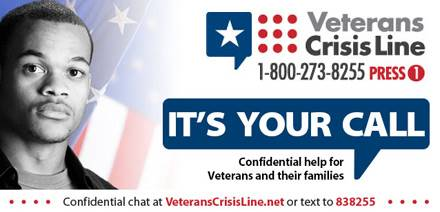 Veterans
Crisis Line
1-800-273-8255 PRESS 1
IT'S YOUR CALL
Confidential help for
Veterans and their families
• • • • Confidential chat at VeteransCrisisLine.net or text to 838255 • • • •